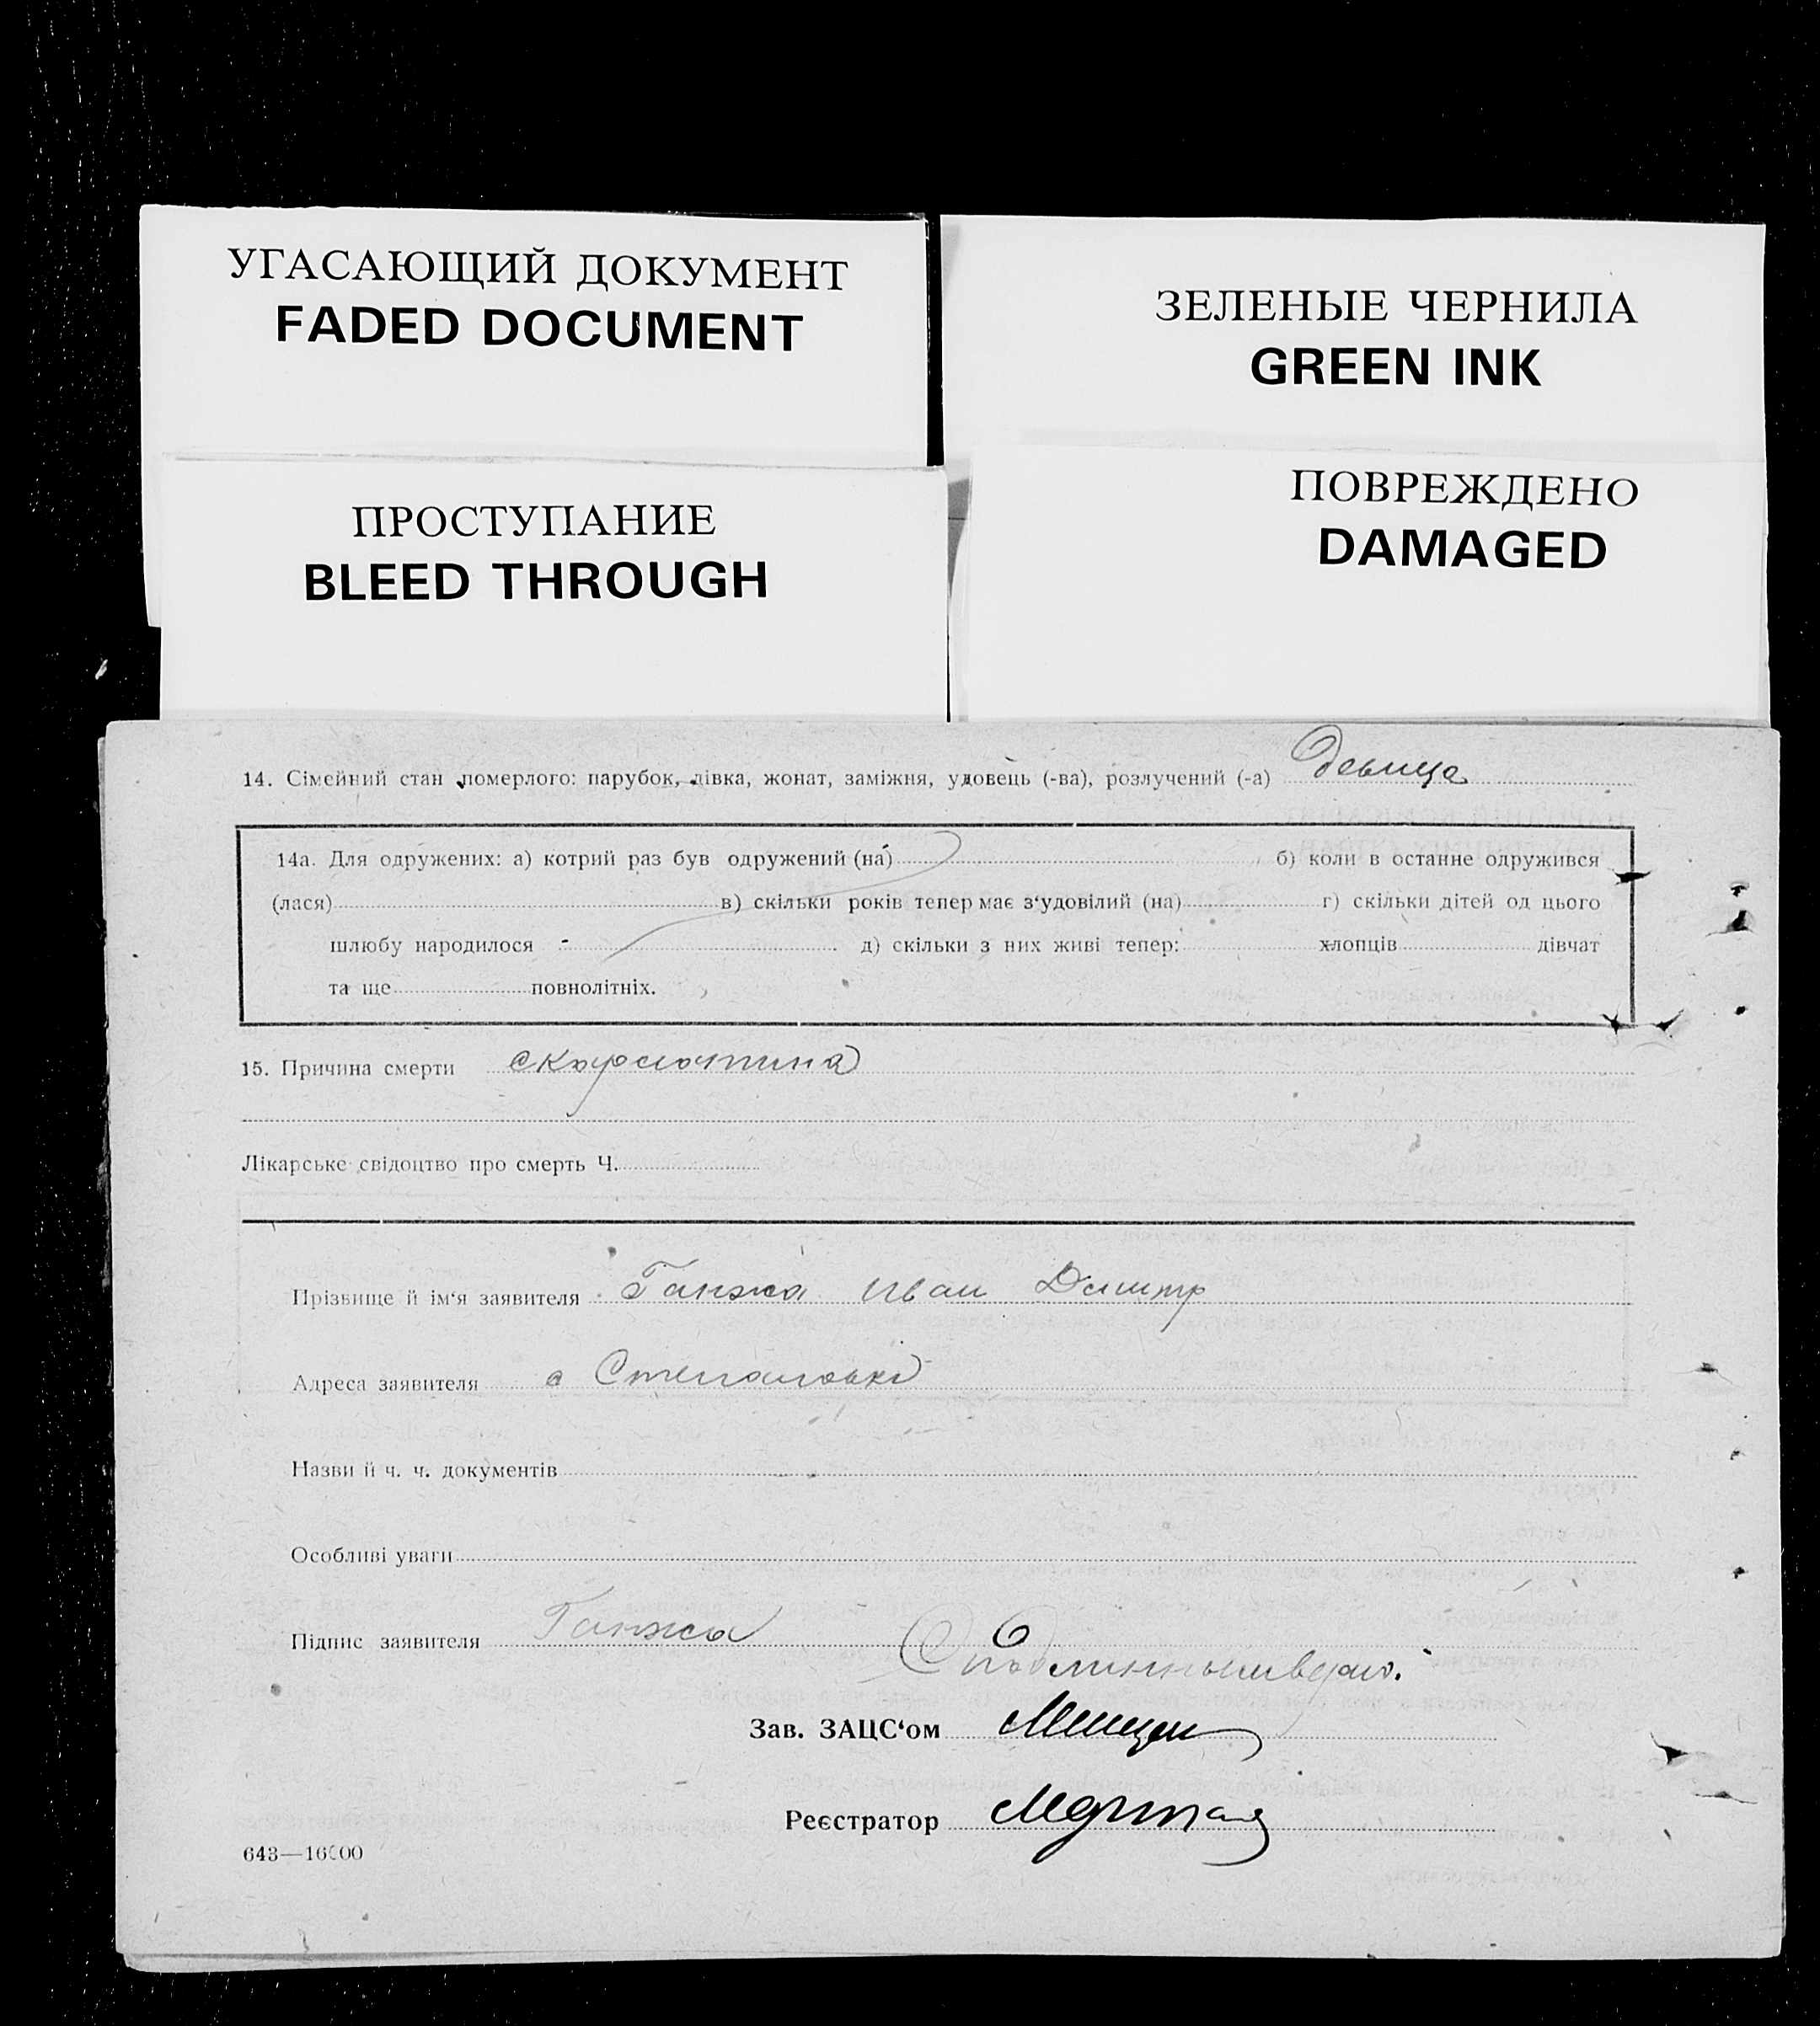 УГАСАЮЩИЙ ДОКУМЕНТ
FADED DOCUMENT
ЗЕЛЕНЫЕ ЧЕРНИЛА
GREEN INK
ПРОСТУПАНИЕ
BLEED THROUGH
ПОВРЕЖДЕНО
DAMAGED
14. Сімейний стан померлого: парубок, дівка, жонат, заміжня, удовець (-ва), розлучений (-а) девица
14а. Для одружених: а) котрий раз був одружений (на) б) коли в останнє одружився
(лася) в) скільки років тепер має з‘удовілий (на) г) скільки дітей од цього
шлюбу народилося д) скільки з них живі тепер: хлопців дівчат
та ще повнолітніх.
15. Причина смерти скарлатина
Лікарське свідоцтво про смерть Ч.
Прізвище й ім‘я заявителя Ганжа Иван Дмитр
Адреса заявителя с Степановка
Назви й ч. ч. документів
Особливі уваги
Підпис заявителя Ганжа
С подлинным
Зав. ЗАЦС‘ом
Реєстратор
643—16000